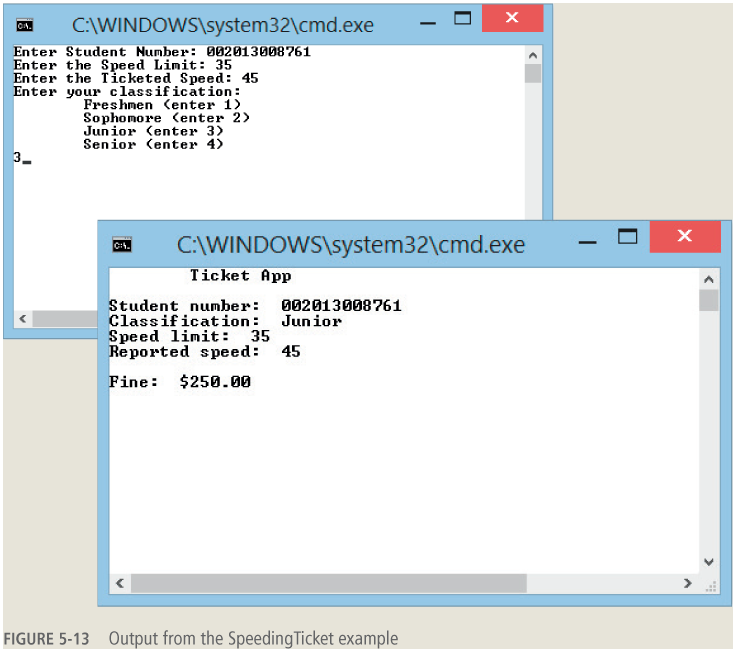 C:\WINDOWS\system32\cmd.exe
Enter Student Number: 002013008761
Enter the Speed Limit: 35
Enter the Ticketed Speed: 45
Enter your classification:
Freshmen (enter 1)
Sophomore (enter 2)
Junior (enter 3)
Senior (enter 4)
3_
C:\WINDOWS\system32\cmd.exe
Ticket App
Student number: 002013008761
Classification: Junior
Speed limit: 35
Reported speed: 45
Fine: $250.00
FIGURE 5-13 Output from the SpeedingTicket example